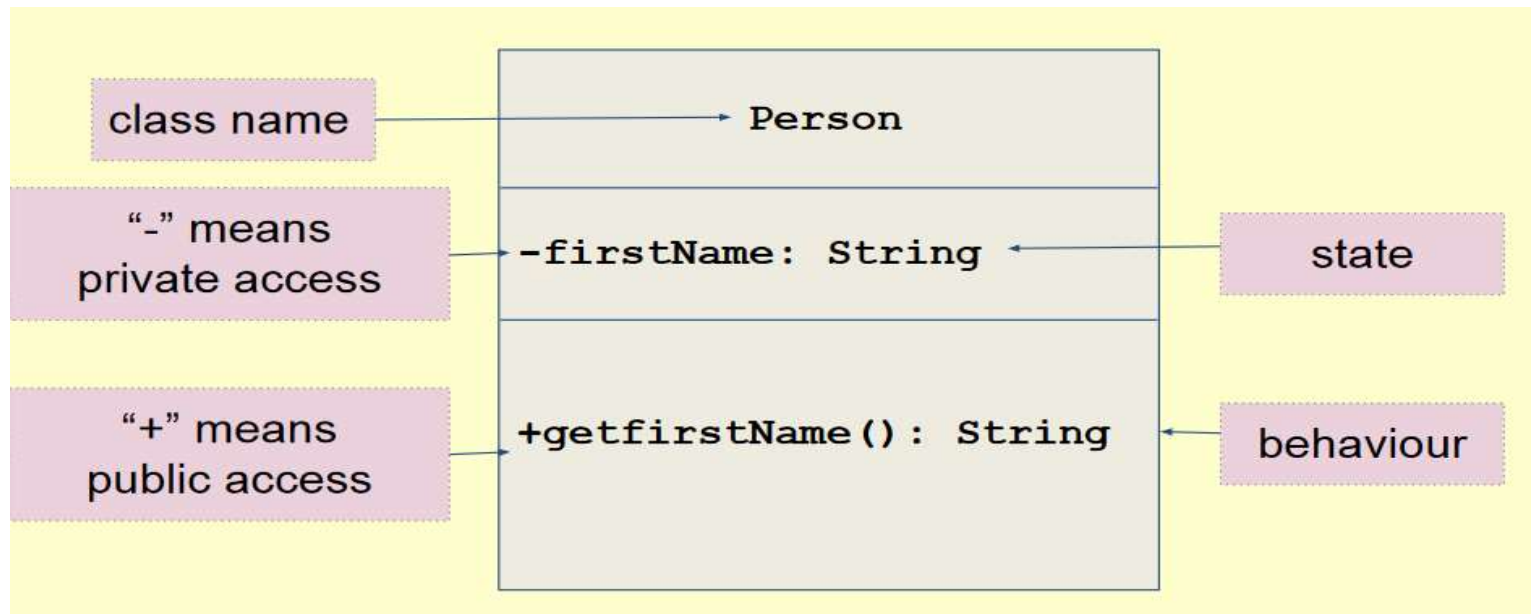 class name
Person
“-” means
private access
-firstName: String
state
“+” means
public access
+getfirstName(): String
behaviour